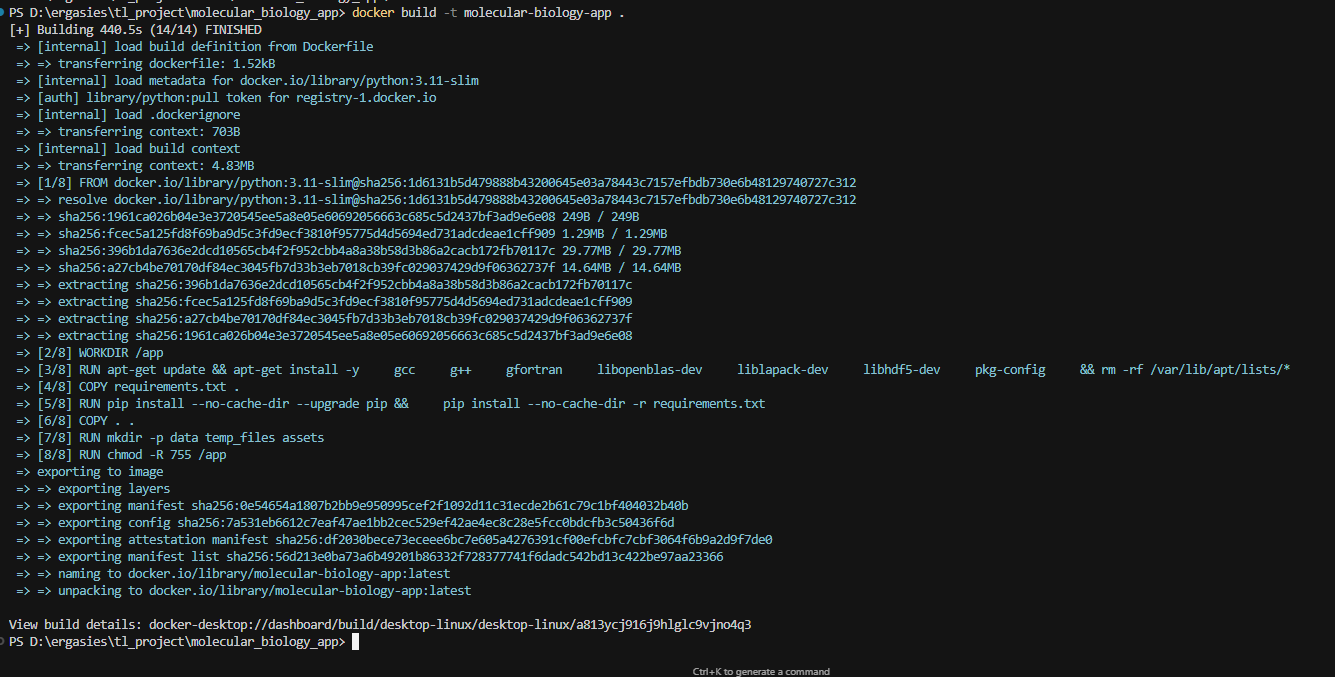 PS D:\ergasies\tl_project\molecular_biology_app> docker build -t molecular-biology-app .
[+] Building 440.5s (14/14) FINISHED
=> [internal] load build definition from Dockerfile
=> => transferring dockerfile: 1.52kB
=> [internal] load metadata for docker.io/library/python:3.11-slim
=> [auth] library/python:pull token for registry-1.docker.io
=> [internal] load .dockerignore
=> => transferring context: 703B
=> [internal] load build context
=> => transferring context: 4.83MB
=> [1/8] FROM docker.io/library/python:3.11-slim@sha256:1d6131b5d479888b43200645e03a78443c7157efbdb730e6b48129740727c312
=> => resolve docker.io/library/python:3.11-slim@sha256:1d6131b5d479888b43200645e03a78443c7157efbdb730e6b48129740727c312
=> => sha256:1961ca026b04e3e3720545ee5a8e05e60692056663c685c5d2437bf3ad9e6e08 249B / 249B
=> => sha256:fcec5a125fd8f69ba9d5c3fd9ecf3810f95775d4d5694ed731adcdeae1cff909 1.29MB / 1.29MB
=> => sha256:396b1da7636e2dcd10565cb4f2f952cbb4a8a38b58d3b86a2cacb172fb70117c 29.77MB / 29.77MB
=> => sha256:a27cb4be70170df84ec3045fb7d33b3eb7018cb39fc029037429d9f06362737f 14.64MB / 14.64MB
=> => extracting sha256:396b1da7636e2dcd10565cb4f2f952cbb4a8a38b58d3b86a2cacb172fb70117c
=> => extracting sha256:fcec5a125fd8f69ba9d5c3fd9ecf3810f95775d4d5694ed731adcdeae1cff909
=> => extracting sha256:a27cb4be70170df84ec3045fb7d33b3eb7018cb39fc029037429d9f06362737f
=> => extracting sha256:1961ca026b04e3e3720545ee5a8e05e60692056663c685c5d2437bf3ad9e6e08
=> [2/8] WORKDIR /app
=> [3/8] RUN apt-get update && apt-get install -y     gcc     g++     gfortran     libopenblas-dev     liblapack-dev     libhdf5-dev     pkg-config     && rm -rf /var/lib/apt/lists/*
=> [4/8] COPY requirements.txt .
=> [5/8] RUN pip install --no-cache-dir --upgrade pip &&     pip install --no-cache-dir -r requirements.txt
=> [6/8] COPY . .
=> [7/8] RUN mkdir -p data temp_files assets
=> [8/8] RUN chmod -R 755 /app
=> exporting to image
=> => exporting layers
=> => exporting manifest sha256:0e54654a1807b2bb9e950995cef2f1092d11c31ecde2b61c79c1bf404032b40b
=> => exporting config sha256:7a531eb6612c7eaf47ae1bb2cec529ef42ae4ec8c28e5fcc0bdcfb3c50436f6d
=> => exporting attestation manifest sha256:df2030bece73eceee6bc7e605a4276391cf00efcbfc7cbf3064f6b9a2d9f7de0
=> => exporting manifest list sha256:56d213e0ba73a6b49201b86332f728377741f6dadc542bd13c422be97aa23366
=> => naming to docker.io/library/molecular-biology-app:latest
=> => unpacking to docker.io/library/molecular-biology-app:latest
View build details: docker-desktop://dashboard/build/desktop-linux/desktop-linux/a813ycj916j9hlglc9vjno4q3
PS D:\ergasies\tl_project\molecular_biology_app>
Ctrl+K to generate a command